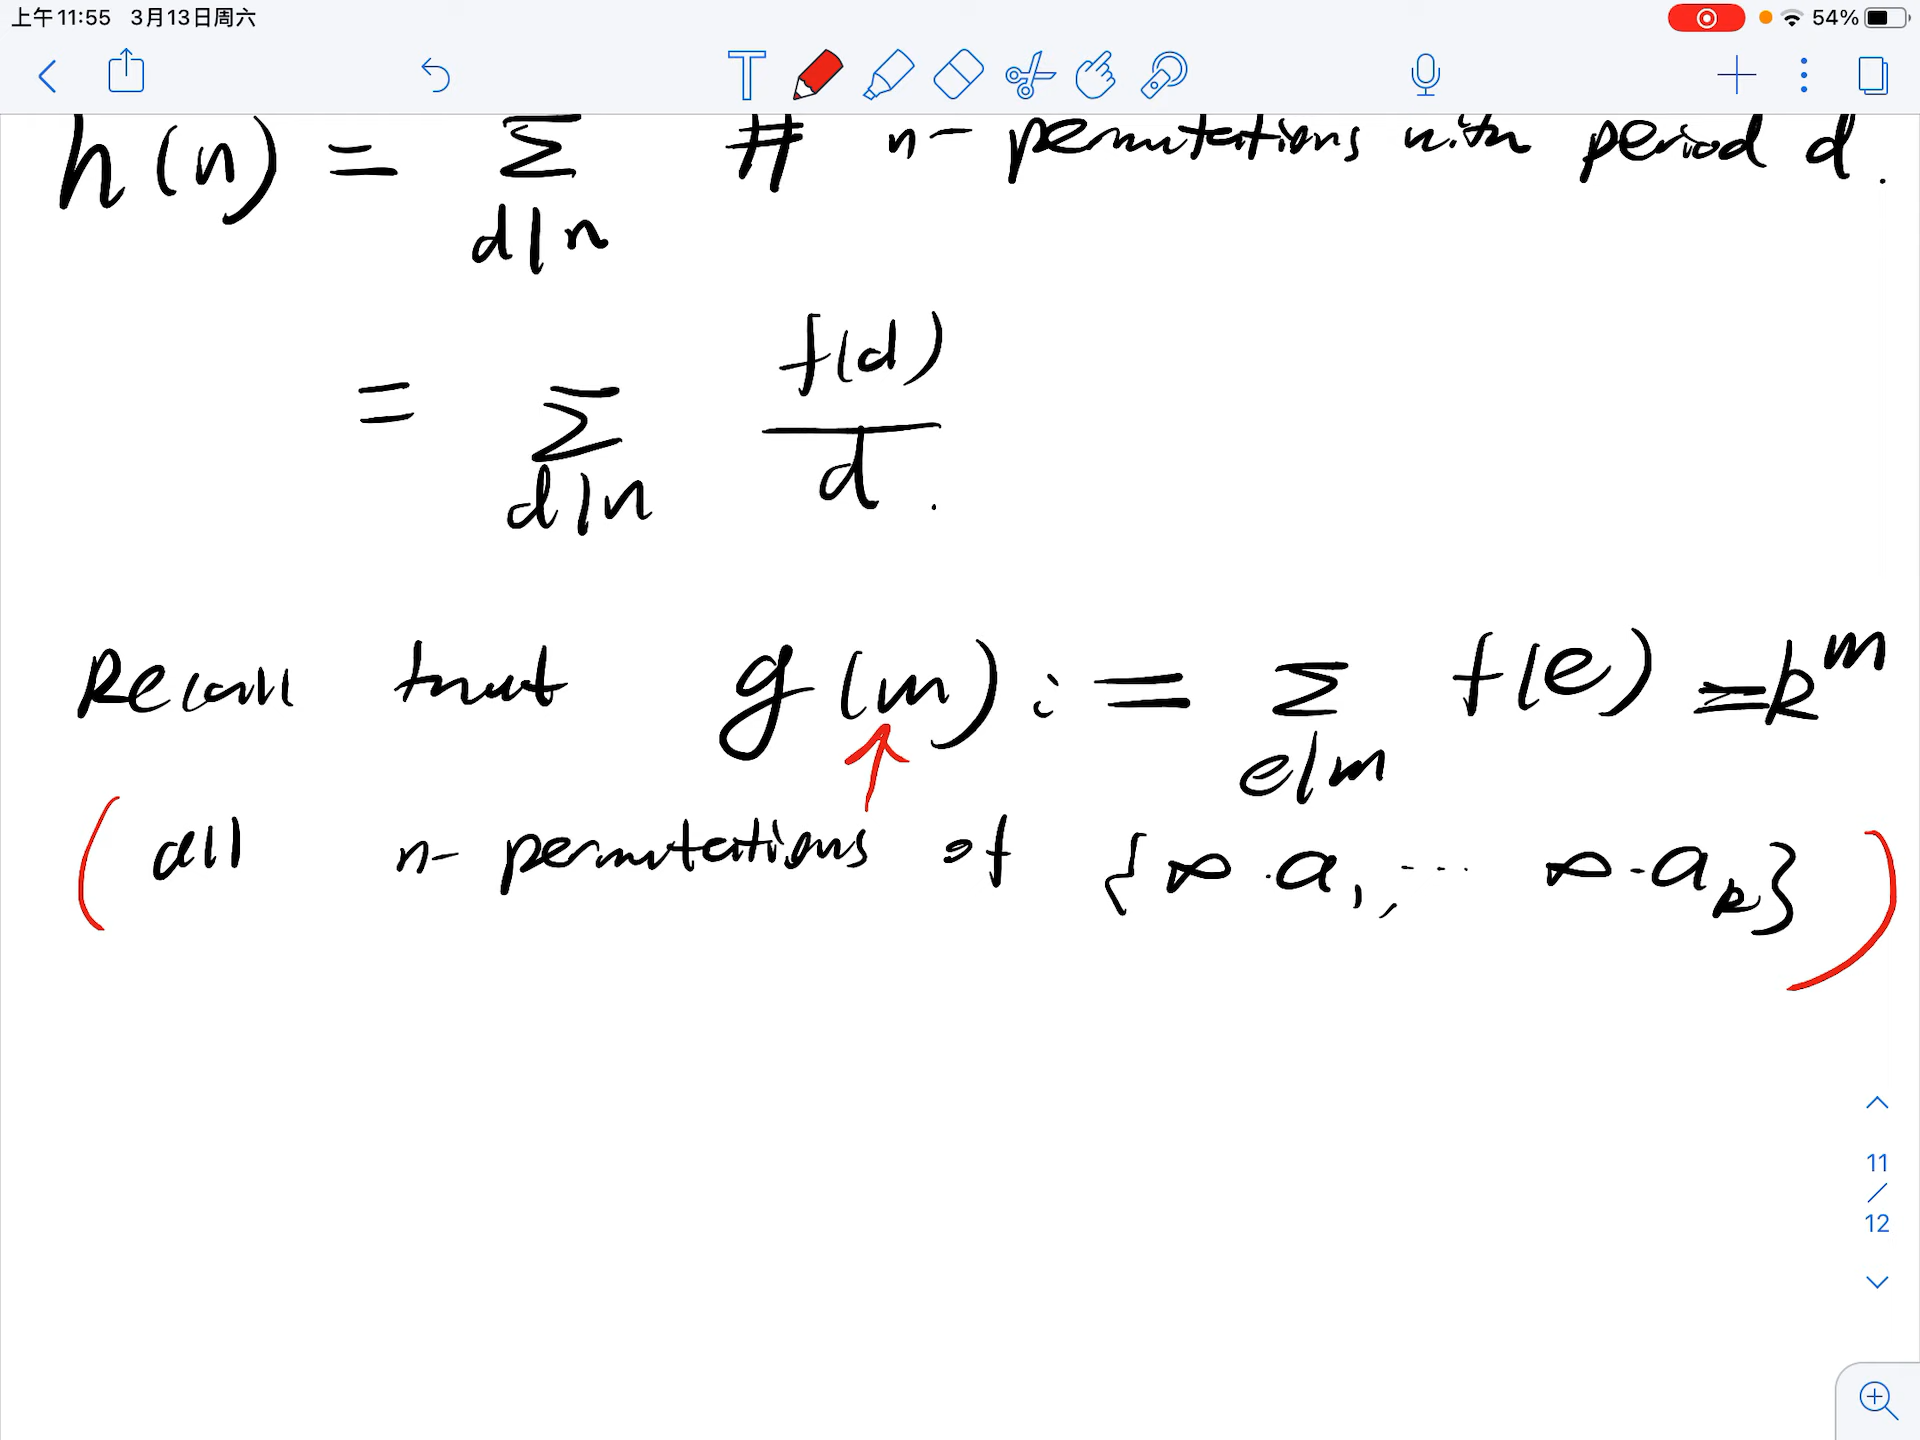 上午11:55 3月13日周六 54%
T
h(n) = Σ # n- permutations with period d.
d|n
= Σ f(d)
d|n d.
Recall that g(m) := Σ f(e) = k^m
e|m
(all n- permutations of {∞·a₁, ... ∞·aₖ})
11
/
12